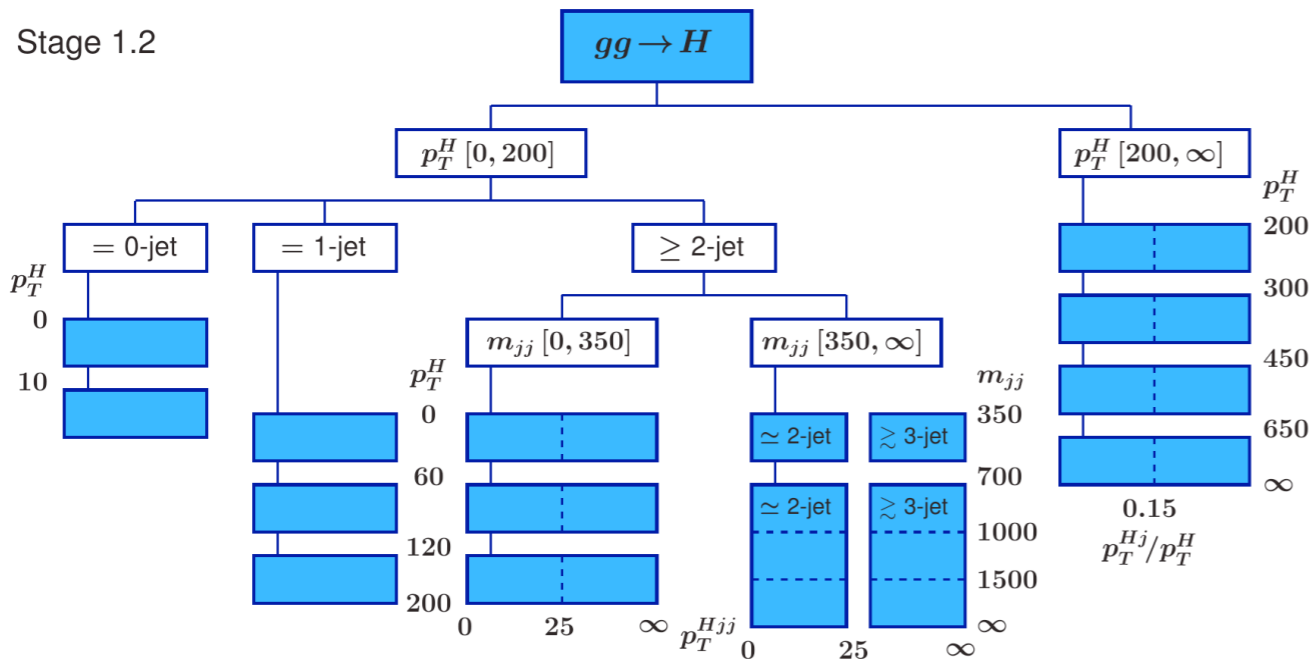 Stage 1.2
gg → H
p_T^H [0, 200]
p_T^H [200, ∞]
= 0-jet
= 1-jet
≥ 2-jet
m_jj [0, 350]
m_jj [350, ∞]
p_T^H
0
10
p_T^H
0
60
120
200
0 25 ∞
≃ 2-jet ≳ 3-jet
≃ 2-jet ≳ 3-jet
m_jj
350
700
1000
1500
∞
p_T^Hjj
0 25 ∞
p_T^H
200
300
450
650
∞
0.15
p_T^Hj/p_T^H